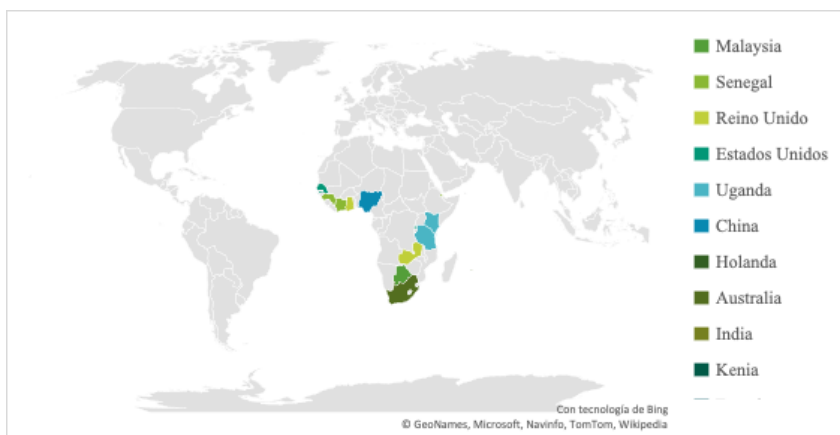 Malaysia
Senegal
Reino Unido
Estados Unidos
Uganda
China
Holanda
Australia
India
Kenia
Con tecnología de Bing
© GeoNames, Microsoft, Navinfo, TomTom, Wikipedia